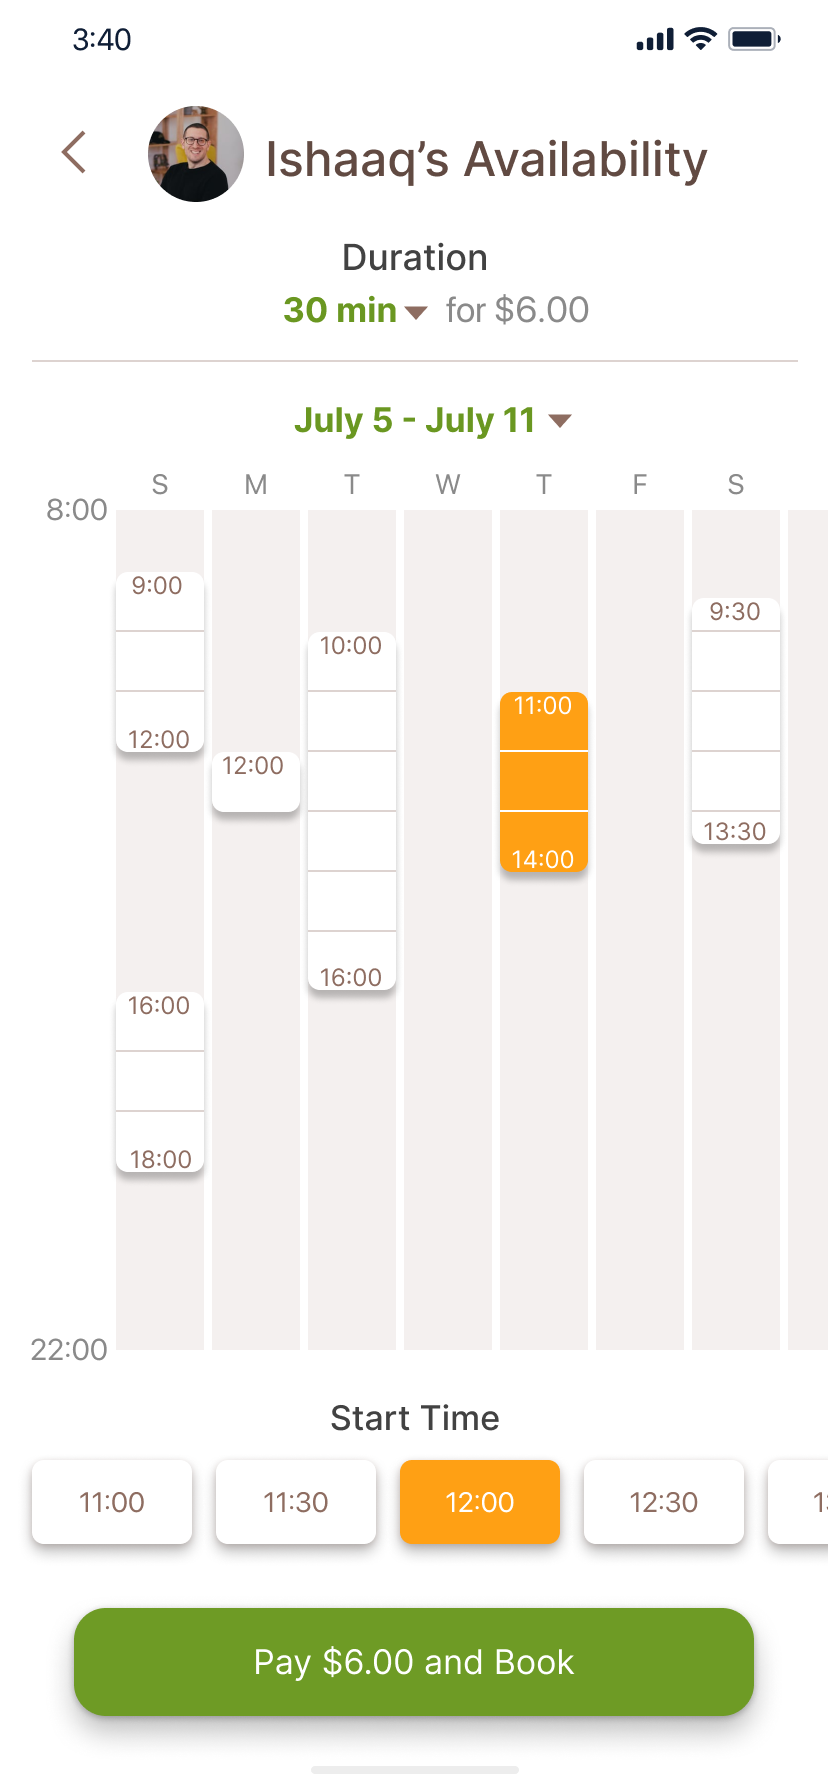 3:40
Ishaaq’s Availability
Duration
30 min for $6.00
July 5 - July 11
S M T W T F S
8:00
9:00
9:30
10:00
11:00
12:00
12:00
13:30
14:00
16:00
16:00
18:00
22:00
Start Time
11:00 11:30 12:00 12:30
Pay $6.00 and Book